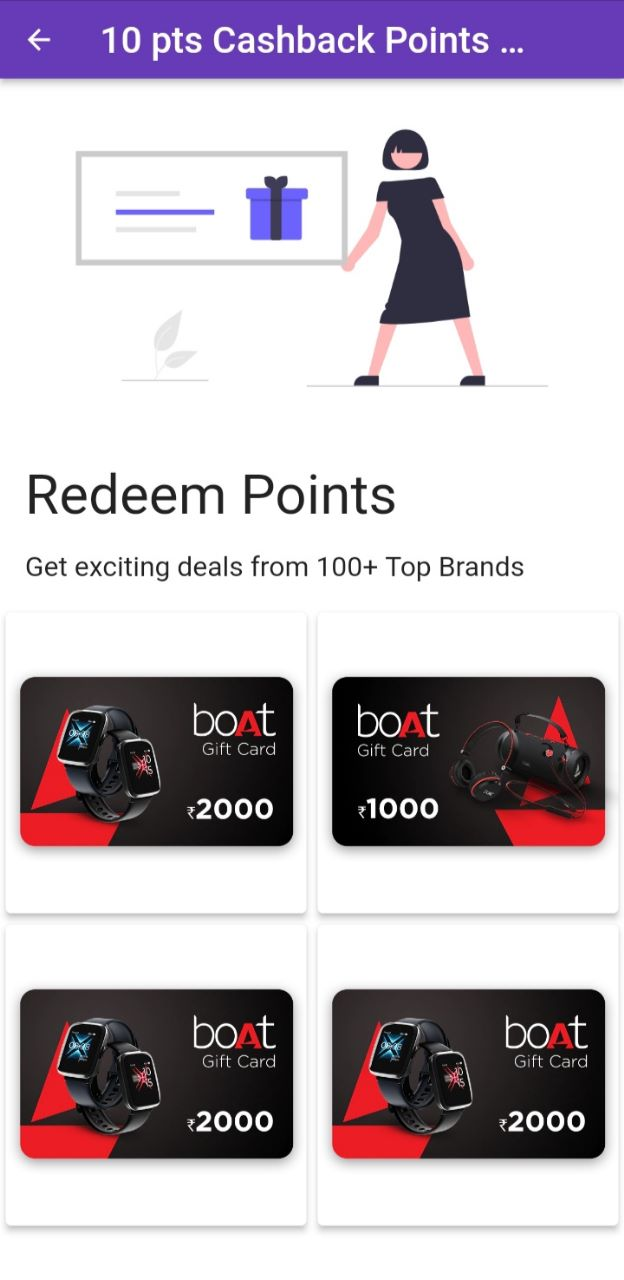 10 pts Cashback Points ...
Redeem Points
Get exciting deals from 100+ Top Brands
boAt
Gift Card
₹2000
boAt
Gift Card
₹1000
boAt
Gift Card
₹2000
boAt
Gift Card
₹2000